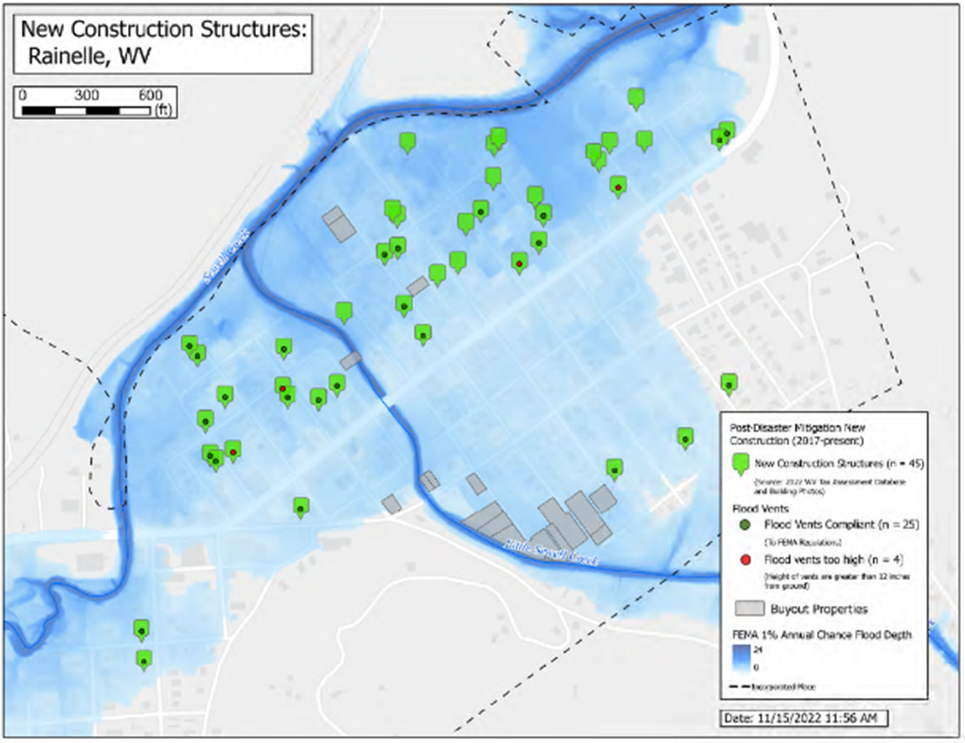 New Construction Structures:
Rainelle, WV
0 300 600
(ft)
Sewell Creek
Little Sewell Creek
Post-Disaster Mitigation New
Construction (2017-present)
New Construction Structures (n = 45)
(Source: 2022 WV Tax Assessment Database
and Building Photos)
Flood Vents
Flood Vents Compliant (n = 25)
(To FEMA Regulations)
Flood vents too high (n = 4)
(Height of vents are greater than 12 inches
from ground)
Buyout Properties
FEMA 1% Annual Chance Flood Depth
24
0
Incorporated Place
Date: 11/15/2022 11:56 AM